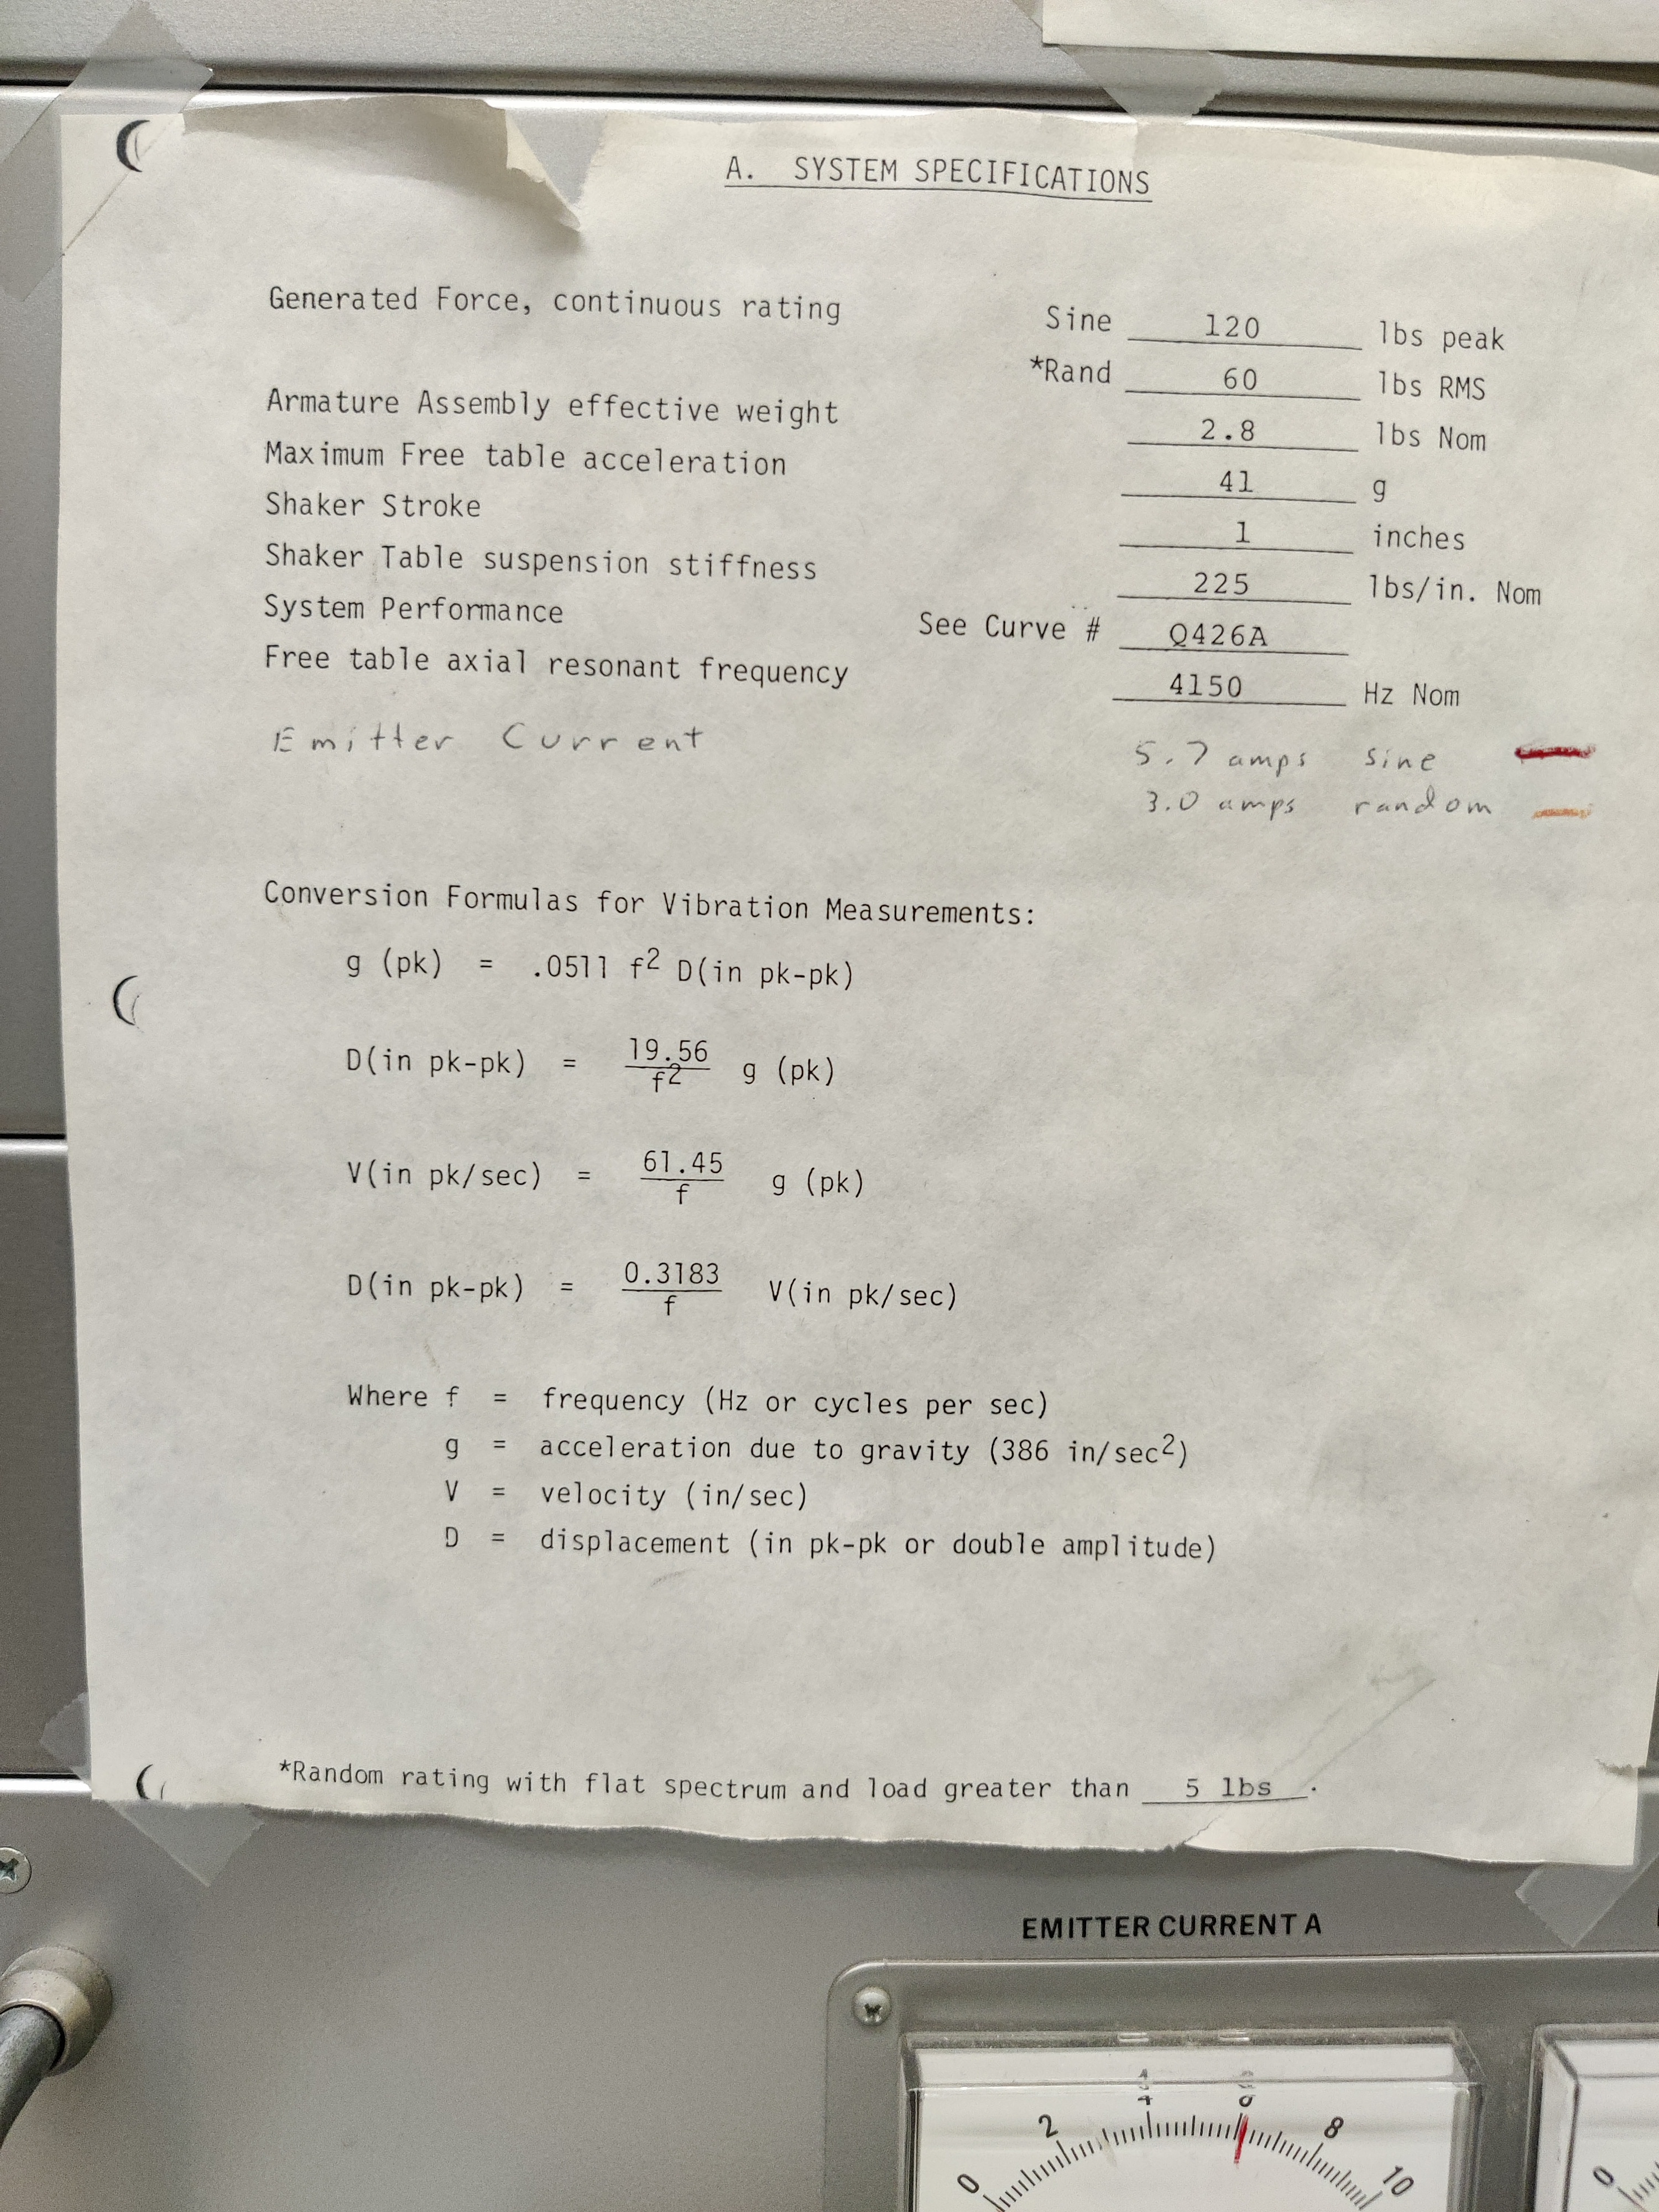 A. SYSTEM SPECIFICATIONS
Generated Force, continuous rating Sine 120 lbs peak
*Rand 60 lbs RMS
Armature Assembly effective weight 2.8 lbs Nom
Maximum Free table acceleration 41 g
Shaker Stroke 1 inches
Shaker Table suspension stiffness 225 lbs/in. Nom
System Performance See Curve # Q426A
Free table axial resonant frequency 4150 Hz Nom
Emitter Current 5.7 amps sine
3.0 amps random
Conversion Formulas for Vibration Measurements:
g (pk) = .0511 f² D(in pk-pk)
D(in pk-pk) = 19.56/f² g (pk)
V(in pk/sec) = 61.45/f g (pk)
D(in pk-pk) = 0.3183/f V(in pk/sec)
Where f = frequency (Hz or cycles per sec)
g = acceleration due to gravity (386 in/sec²)
V = velocity (in/sec)
D = displacement (in pk-pk or double amplitude)
*Random rating with flat spectrum and load greater than 5 lbs.
EMITTER CURRENT A
0 2 4 6 8 10
0